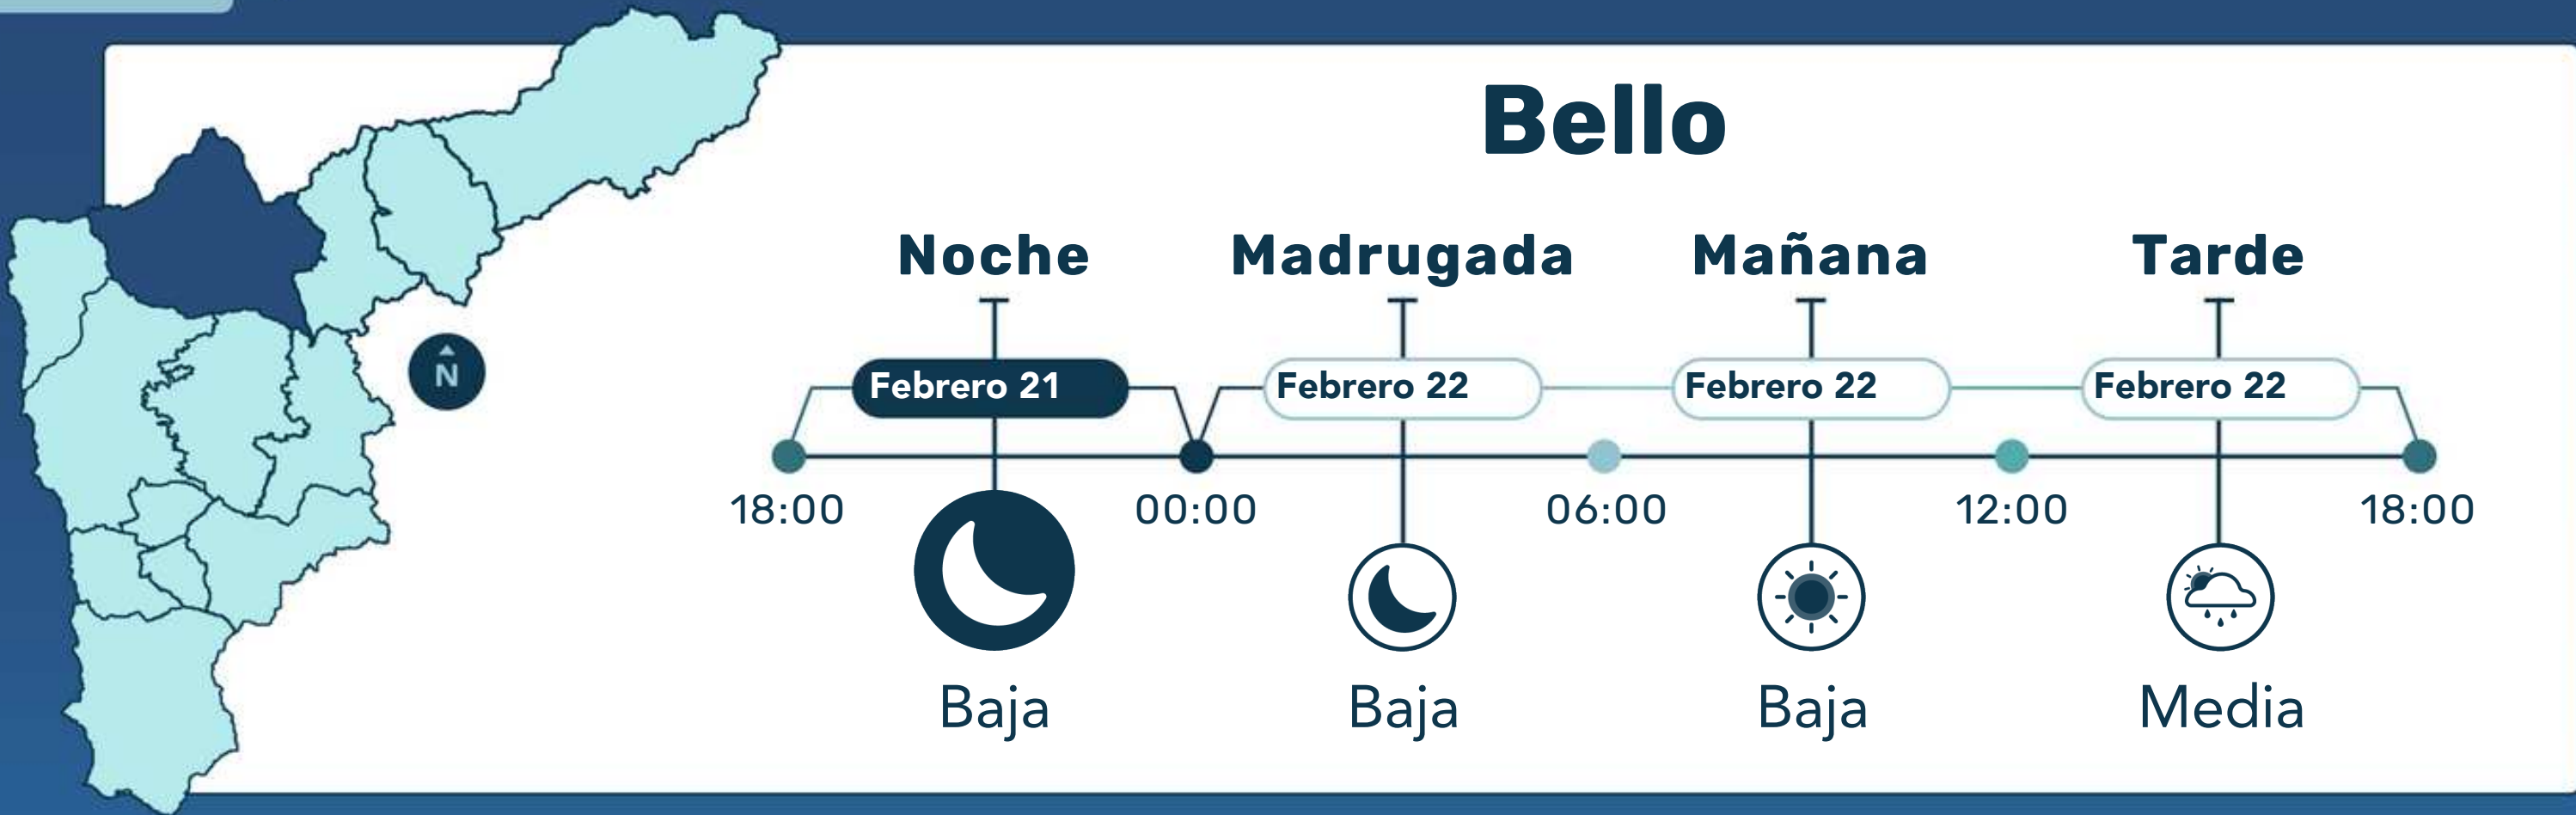 Bello
Noche Madrugada Mañana Tarde
Febrero 21 Febrero 22 Febrero 22 Febrero 22
N
18:00 00:00 06:00 12:00 18:00
Baja Baja Baja Media